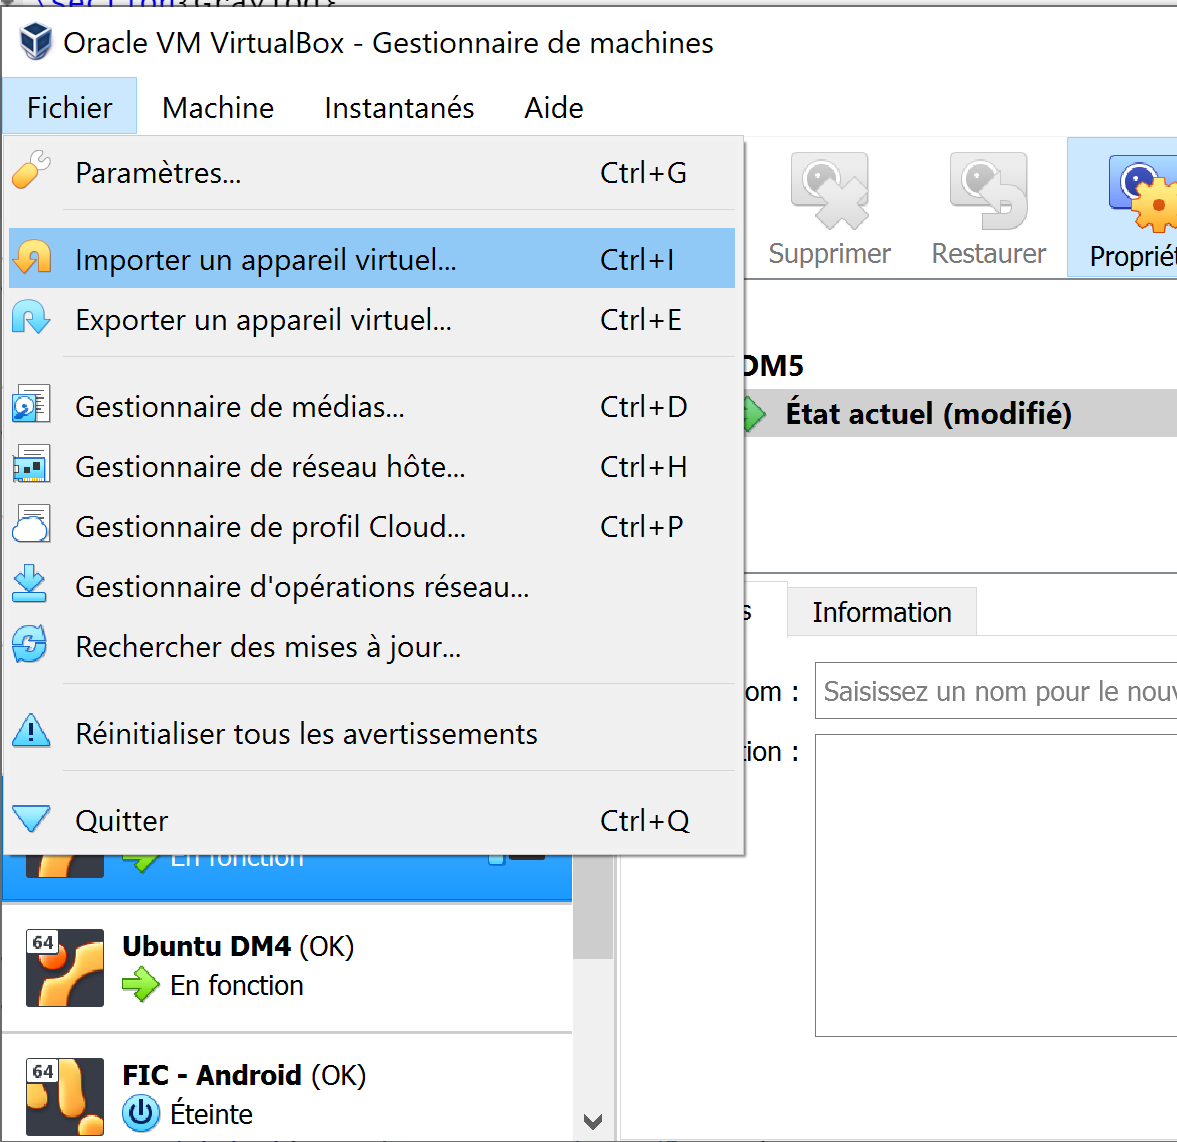 \section{Gravion}
Oracle VM VirtualBox - Gestionnaire de machines
Fichier Machine Instantanés Aide
Paramètres... Ctrl+G
Importer un appareil virtuel... Ctrl+I
Exporter un appareil virtuel... Ctrl+E
Gestionnaire de médias... Ctrl+D
Gestionnaire de réseau hôte... Ctrl+H
Gestionnaire de profil Cloud... Ctrl+P
Gestionnaire d'opérations réseau...
Rechercher des mises à jour...
Réinitialiser tous les avertissements
Quitter Ctrl+Q
Supprimer Restaurer Propriét
DM5
État actuel (modifié)
s Information
om : Saisissez un nom pour le nouv
tion :
En fonction
64 Ubuntu DM4 (OK)
En fonction
64 FIC - Android (OK)
Éteinte